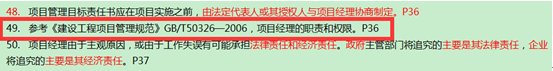 48. 项目管理目标责任书应在项目实施之前，由法定代表人或其授权人与项目经理协商制定。P36
49. 参考《建设工程项目管理规范》GB/T50326—2006，项目经理的职责和权限。P36
50. 项目经理由于主观原因，或由于工作失误有可能承担法律责任和经济责任。政府主管部门将追究的主要是其法律责任，企业
将追究的主要是其经济责任。P37